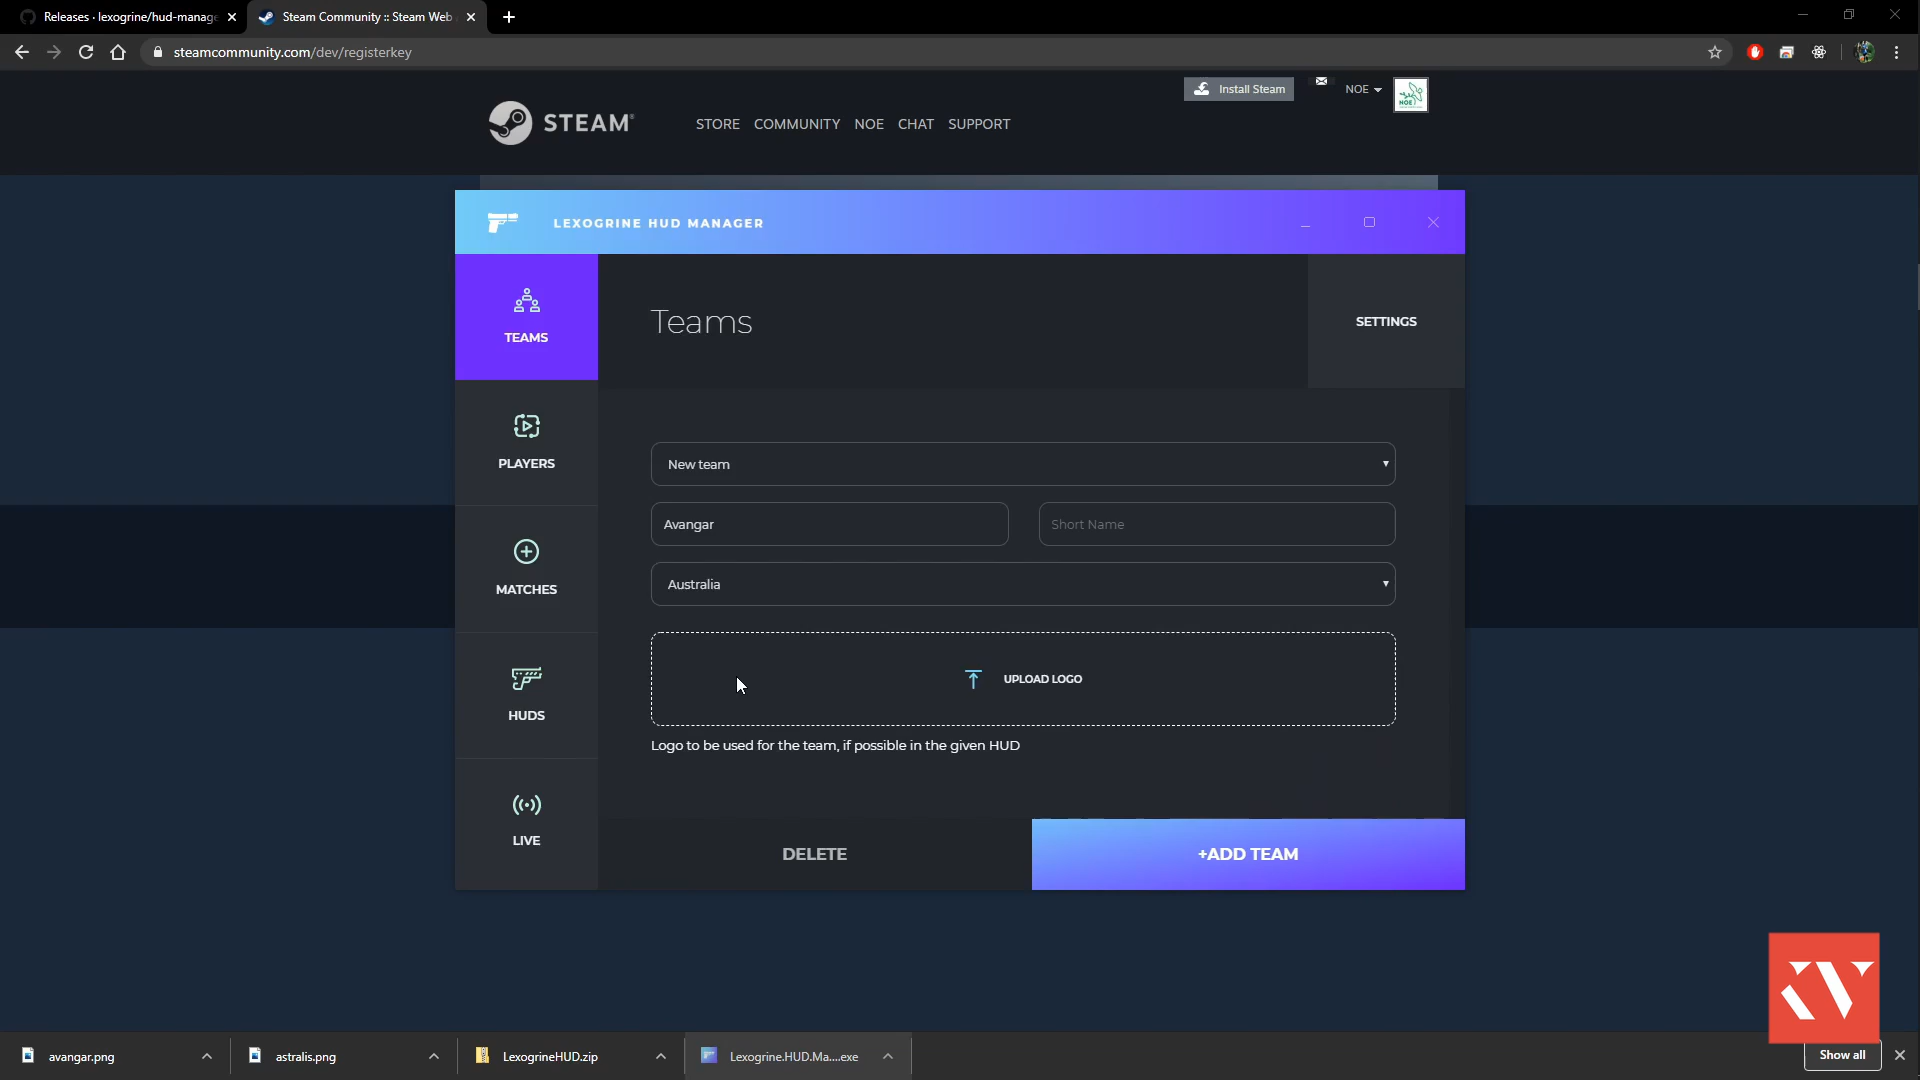 Releases · lexogrine/hud-manage
Steam Community :: Steam Web
steamcommunity.com/dev/registerkey
Install Steam
NOE
NOE
STEAM®
STORE
COMMUNITY
NOE
CHAT
SUPPORT
LEXOGRINE HUD MANAGER
TEAMS
PLAYERS
MATCHES
HUDS
LIVE
Teams
SETTINGS
New team
Avangar
Short Name
Australia
UPLOAD LOGO
Logo to be used for the team, if possible in the given HUD
DELETE
+ADD TEAM
avangar.png
astralis.png
LexogrineHUD.zip
Lexogrine.HUD.Ma....exe
Show all